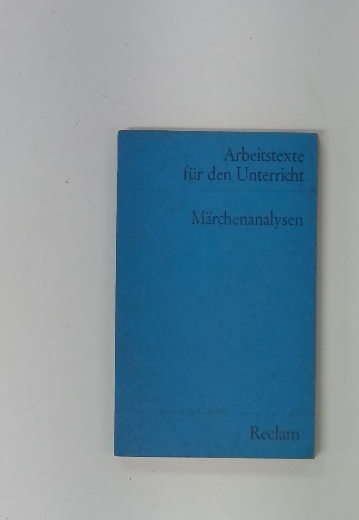 Arbeitstexte
für den Unterricht
Märchenanalysen
Reclam